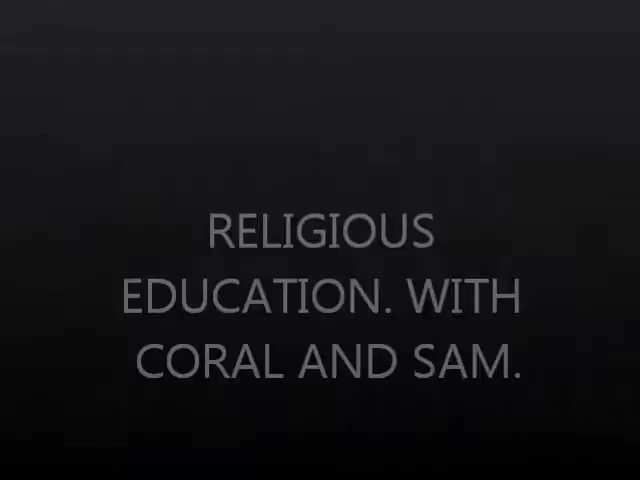 RELIGIOUS
EDUCATION. WITH
CORAL AND SAM.